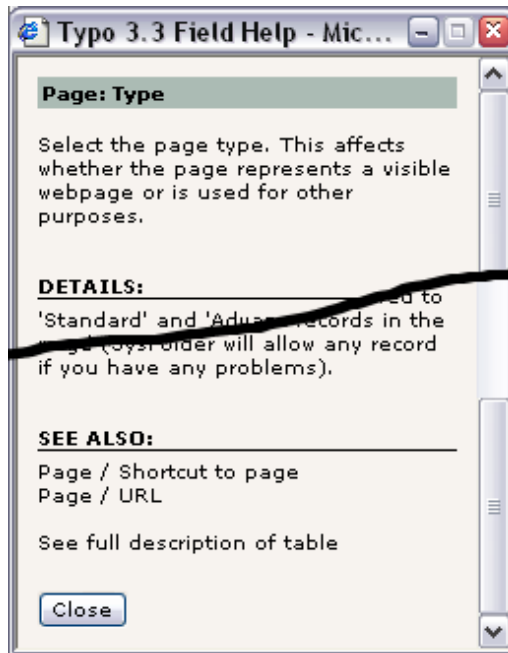 Typo 3.3 Field Help - Mic...
Page: Type
Select the page type. This affects
whether the page represents a visible
webpage or is used for other
purposes.
DETAILS:
to
'Standard' and records in the
(SysFolder will allow any record
if you have any problems).
SEE ALSO:
Page / Shortcut to page
Page / URL
See full description of table
Close